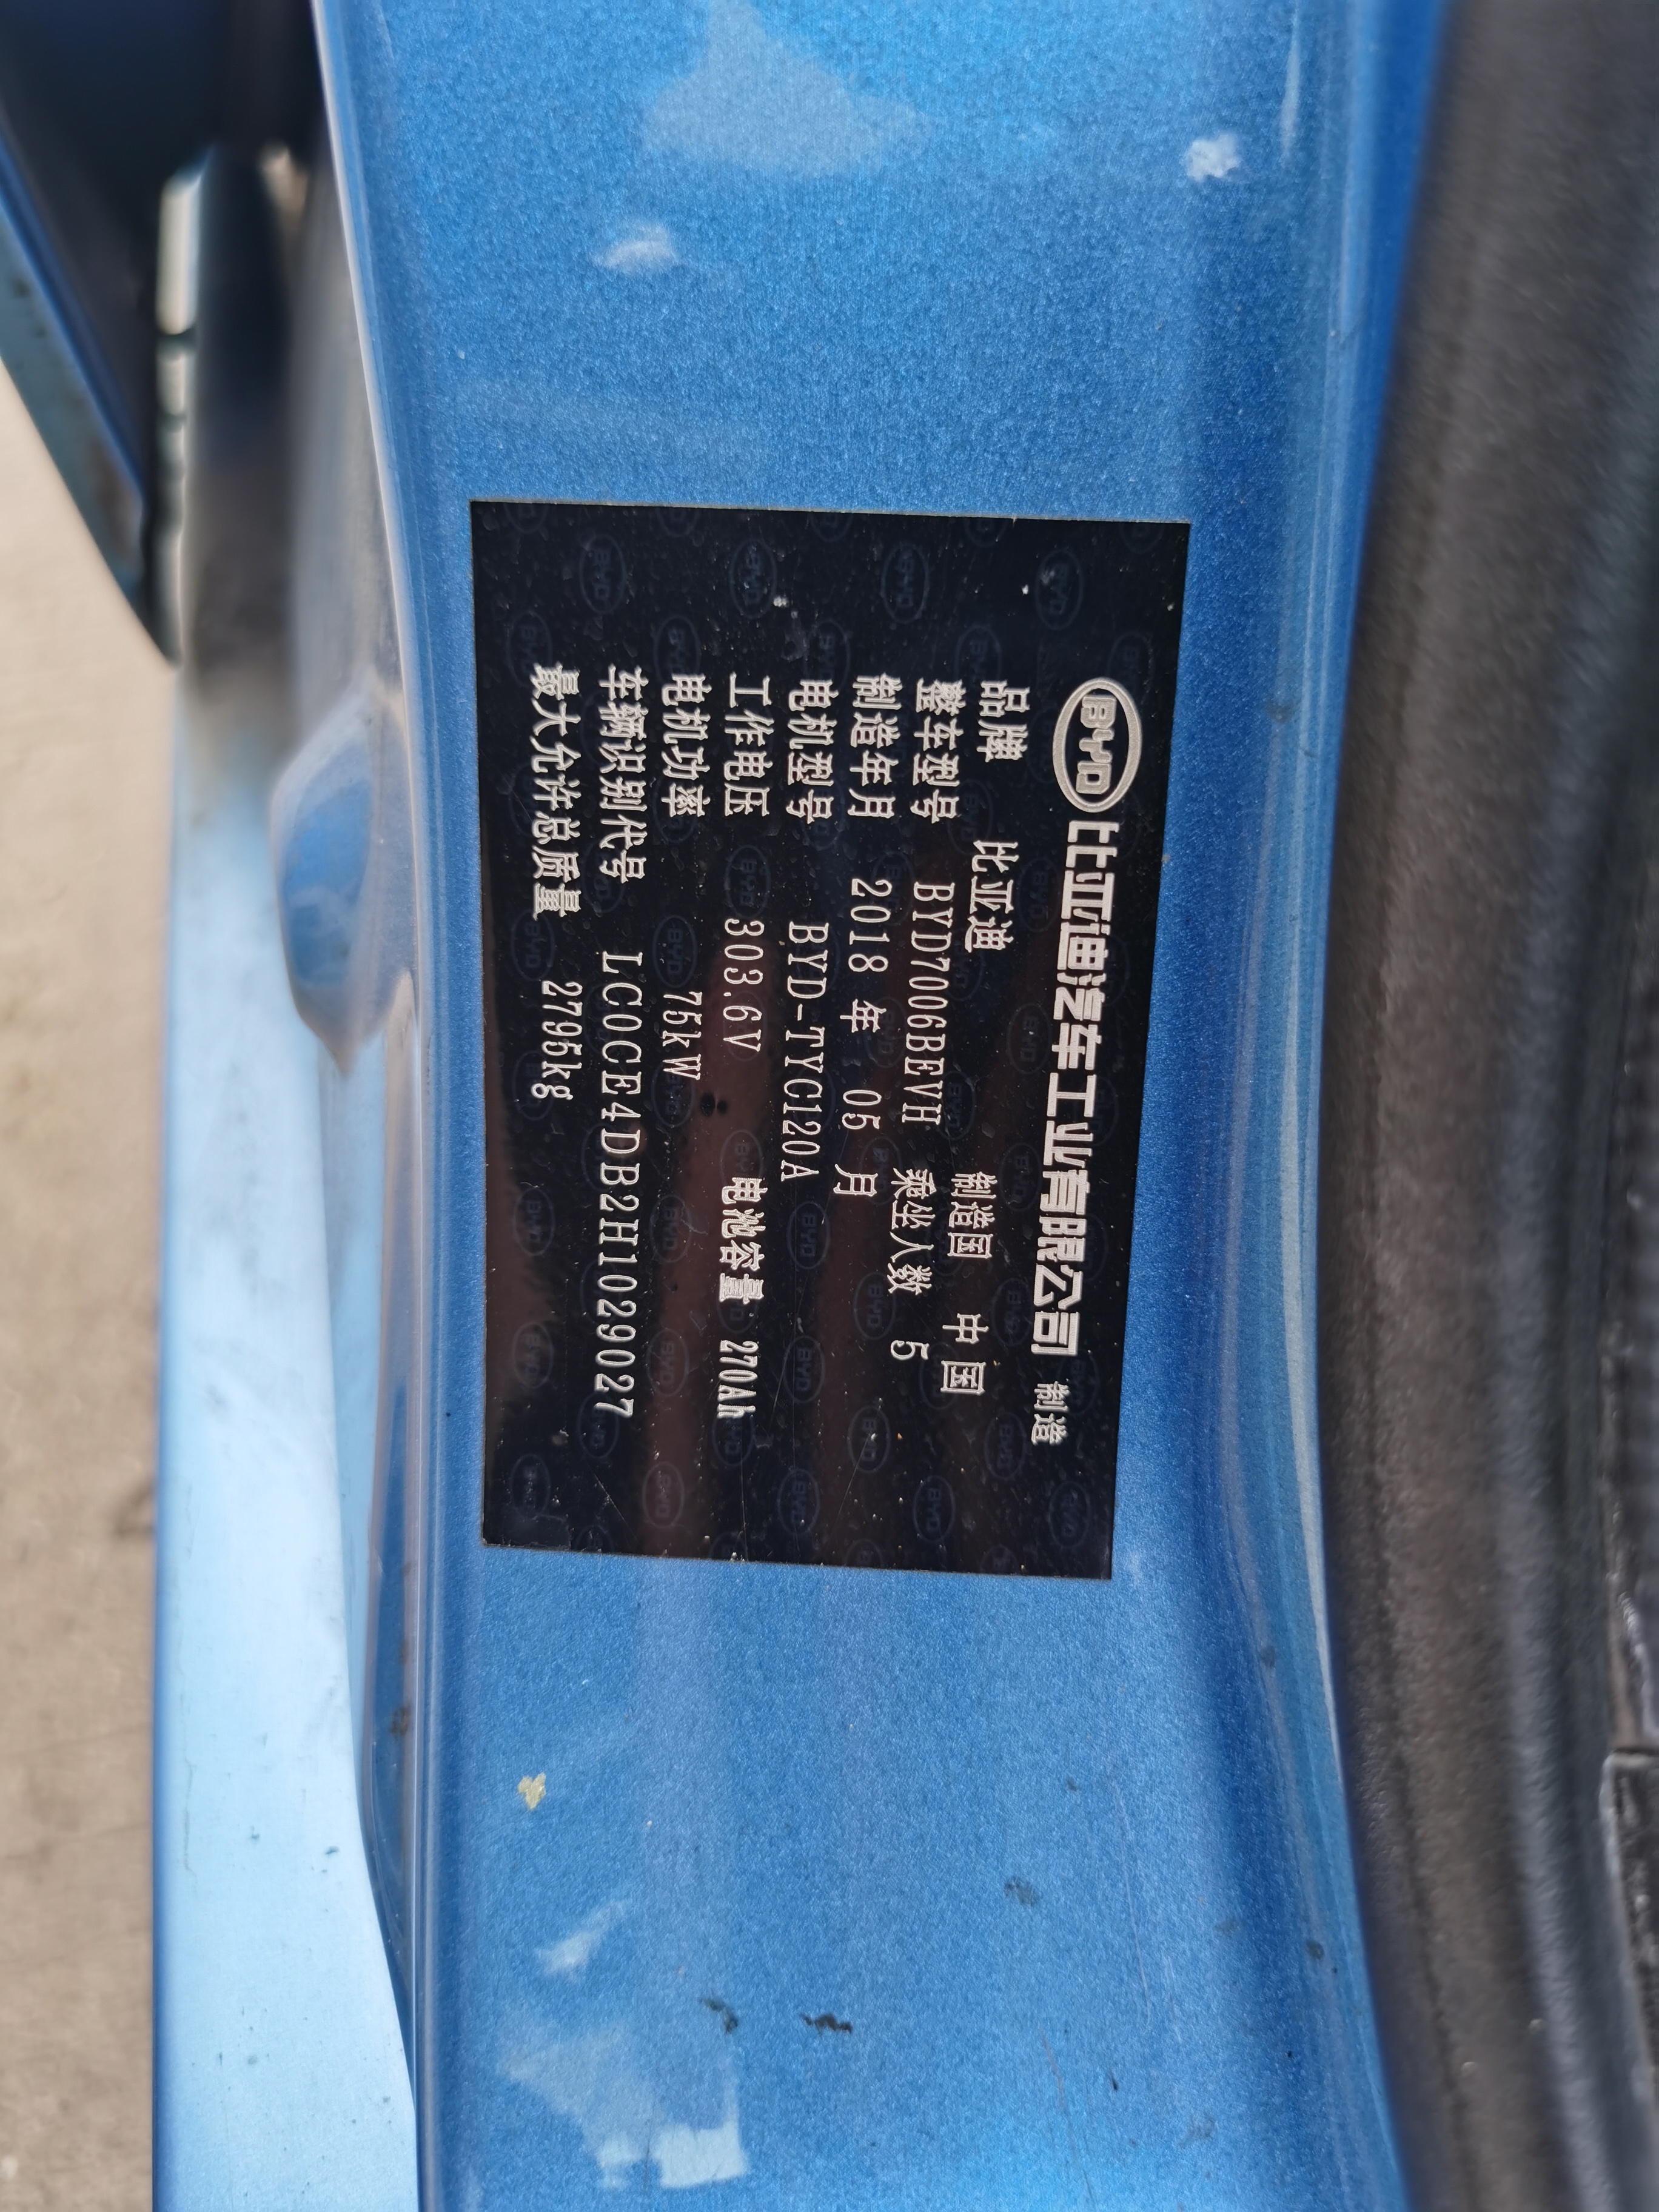 BYD 比亚迪汽车工业有限公司 制造
品牌 比亚迪 制造国 中国
整车型号 BYD7006BEVH 乘坐人数 5
制造年月 2018 年 05 月
电机型号 BYD-TYC120A
工作电压 303.6V 电池容量 270Ah
电机功率 75kW
车辆识别代号 LC0CE4DB2H1029027
最大允许总质量 2795kg